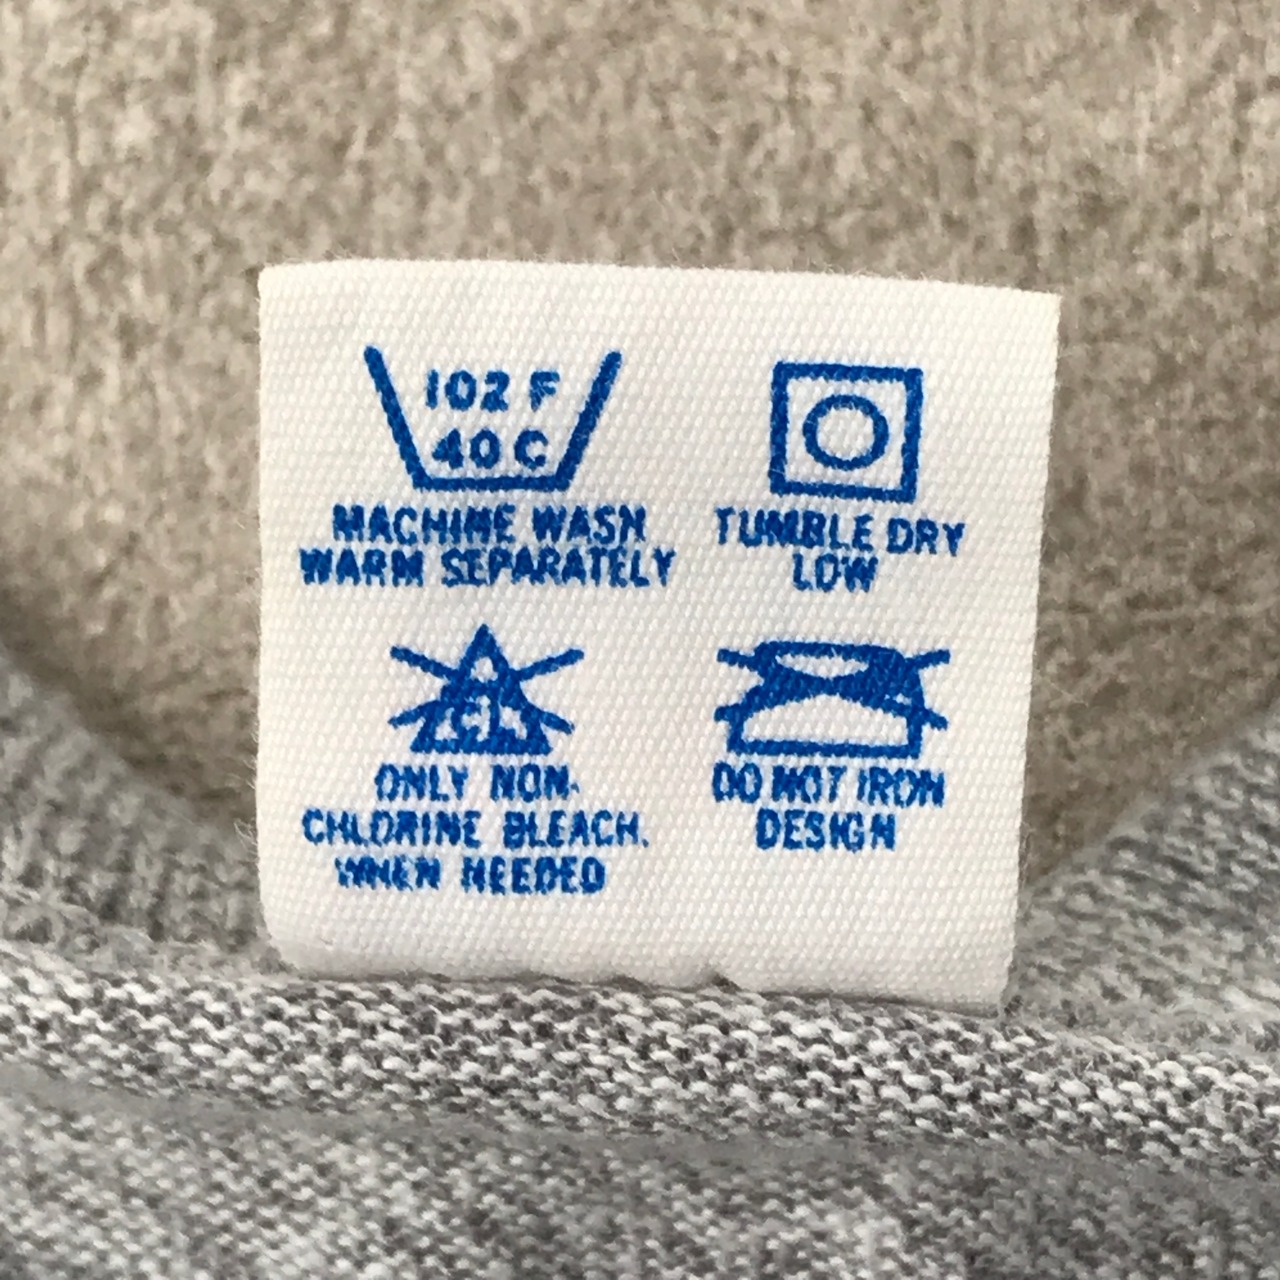 102 F
40 C
MACHINE WASH
WARM SEPARATELY
TUMBLE DRY
LOW
CL
ONLY NON-
CHLORINE BLEACH.
WHEN NEEDED
DO NOT IRON
DESIGN